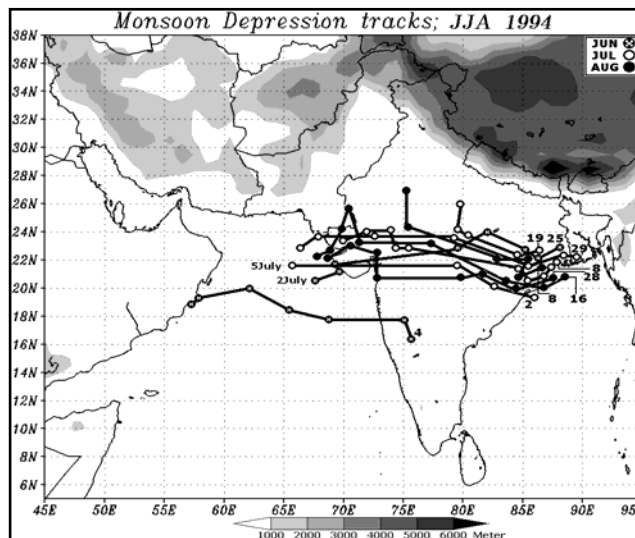 Monsoon Depression tracks; JJA 1994
38N
36N
34N
32N
30N
28N
26N
24N
22N
20N
18N
16N
14N
12N
10N
8N
6N
JUN
JUL
AUG
19 25
29
5July
2July
8
28
2 8 16
4
45E 50E 55E 60E 65E 70E 75E 80E 85E 90E 95E
1000 2000 3000 4000 5000 6000 Meter